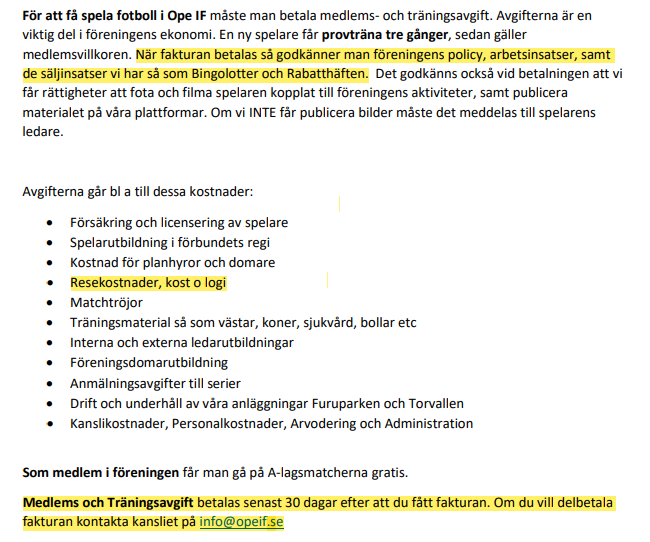 För att få spela fotboll i Ope IF måste man betala medlems- och träningsavgift. Avgifterna är en
viktig del i föreningens ekonomi. En ny spelare får provträna tre gånger, sedan gäller
medlemsvillkoren. När fakturan betalas så godkänner man föreningens policy, arbetsinsatser, samt
de säljinsatser vi har så som Bingolotter och Rabatthäften. Det godkänns också vid betalningen att vi
får rättigheter att fota och filma spelaren kopplat till föreningens aktiviteter, samt publicera
materialet på våra plattformar. Om vi INTE får publicera bilder måste det meddelas till spelarens
ledare.
Avgifterna går bl a till dessa kostnader:
• Försäkring och licensering av spelare
• Spelarutbildning i förbundets regi
• Kostnad för planhyror och domare
• Resekostnader, kost o logi
• Matchtröjor
• Träningsmaterial så som västar, koner, sjukvård, bollar etc
• Interna och externa ledarutbildningar
• Föreningsdomarutbildning
• Anmälningsavgifter till serier
• Drift och underhåll av våra anläggningar Furuparken och Torvallen
• Kanslikostnader, Personalkostnader, Arvodering och Administration
Som medlem i föreningen får man gå på A-lagsmatcherna gratis.
Medlems och Träningsavgift betalas senast 30 dagar efter att du fått fakturan. Om du vill delbetala
fakturan kontakta kansliet på info@opeif.se